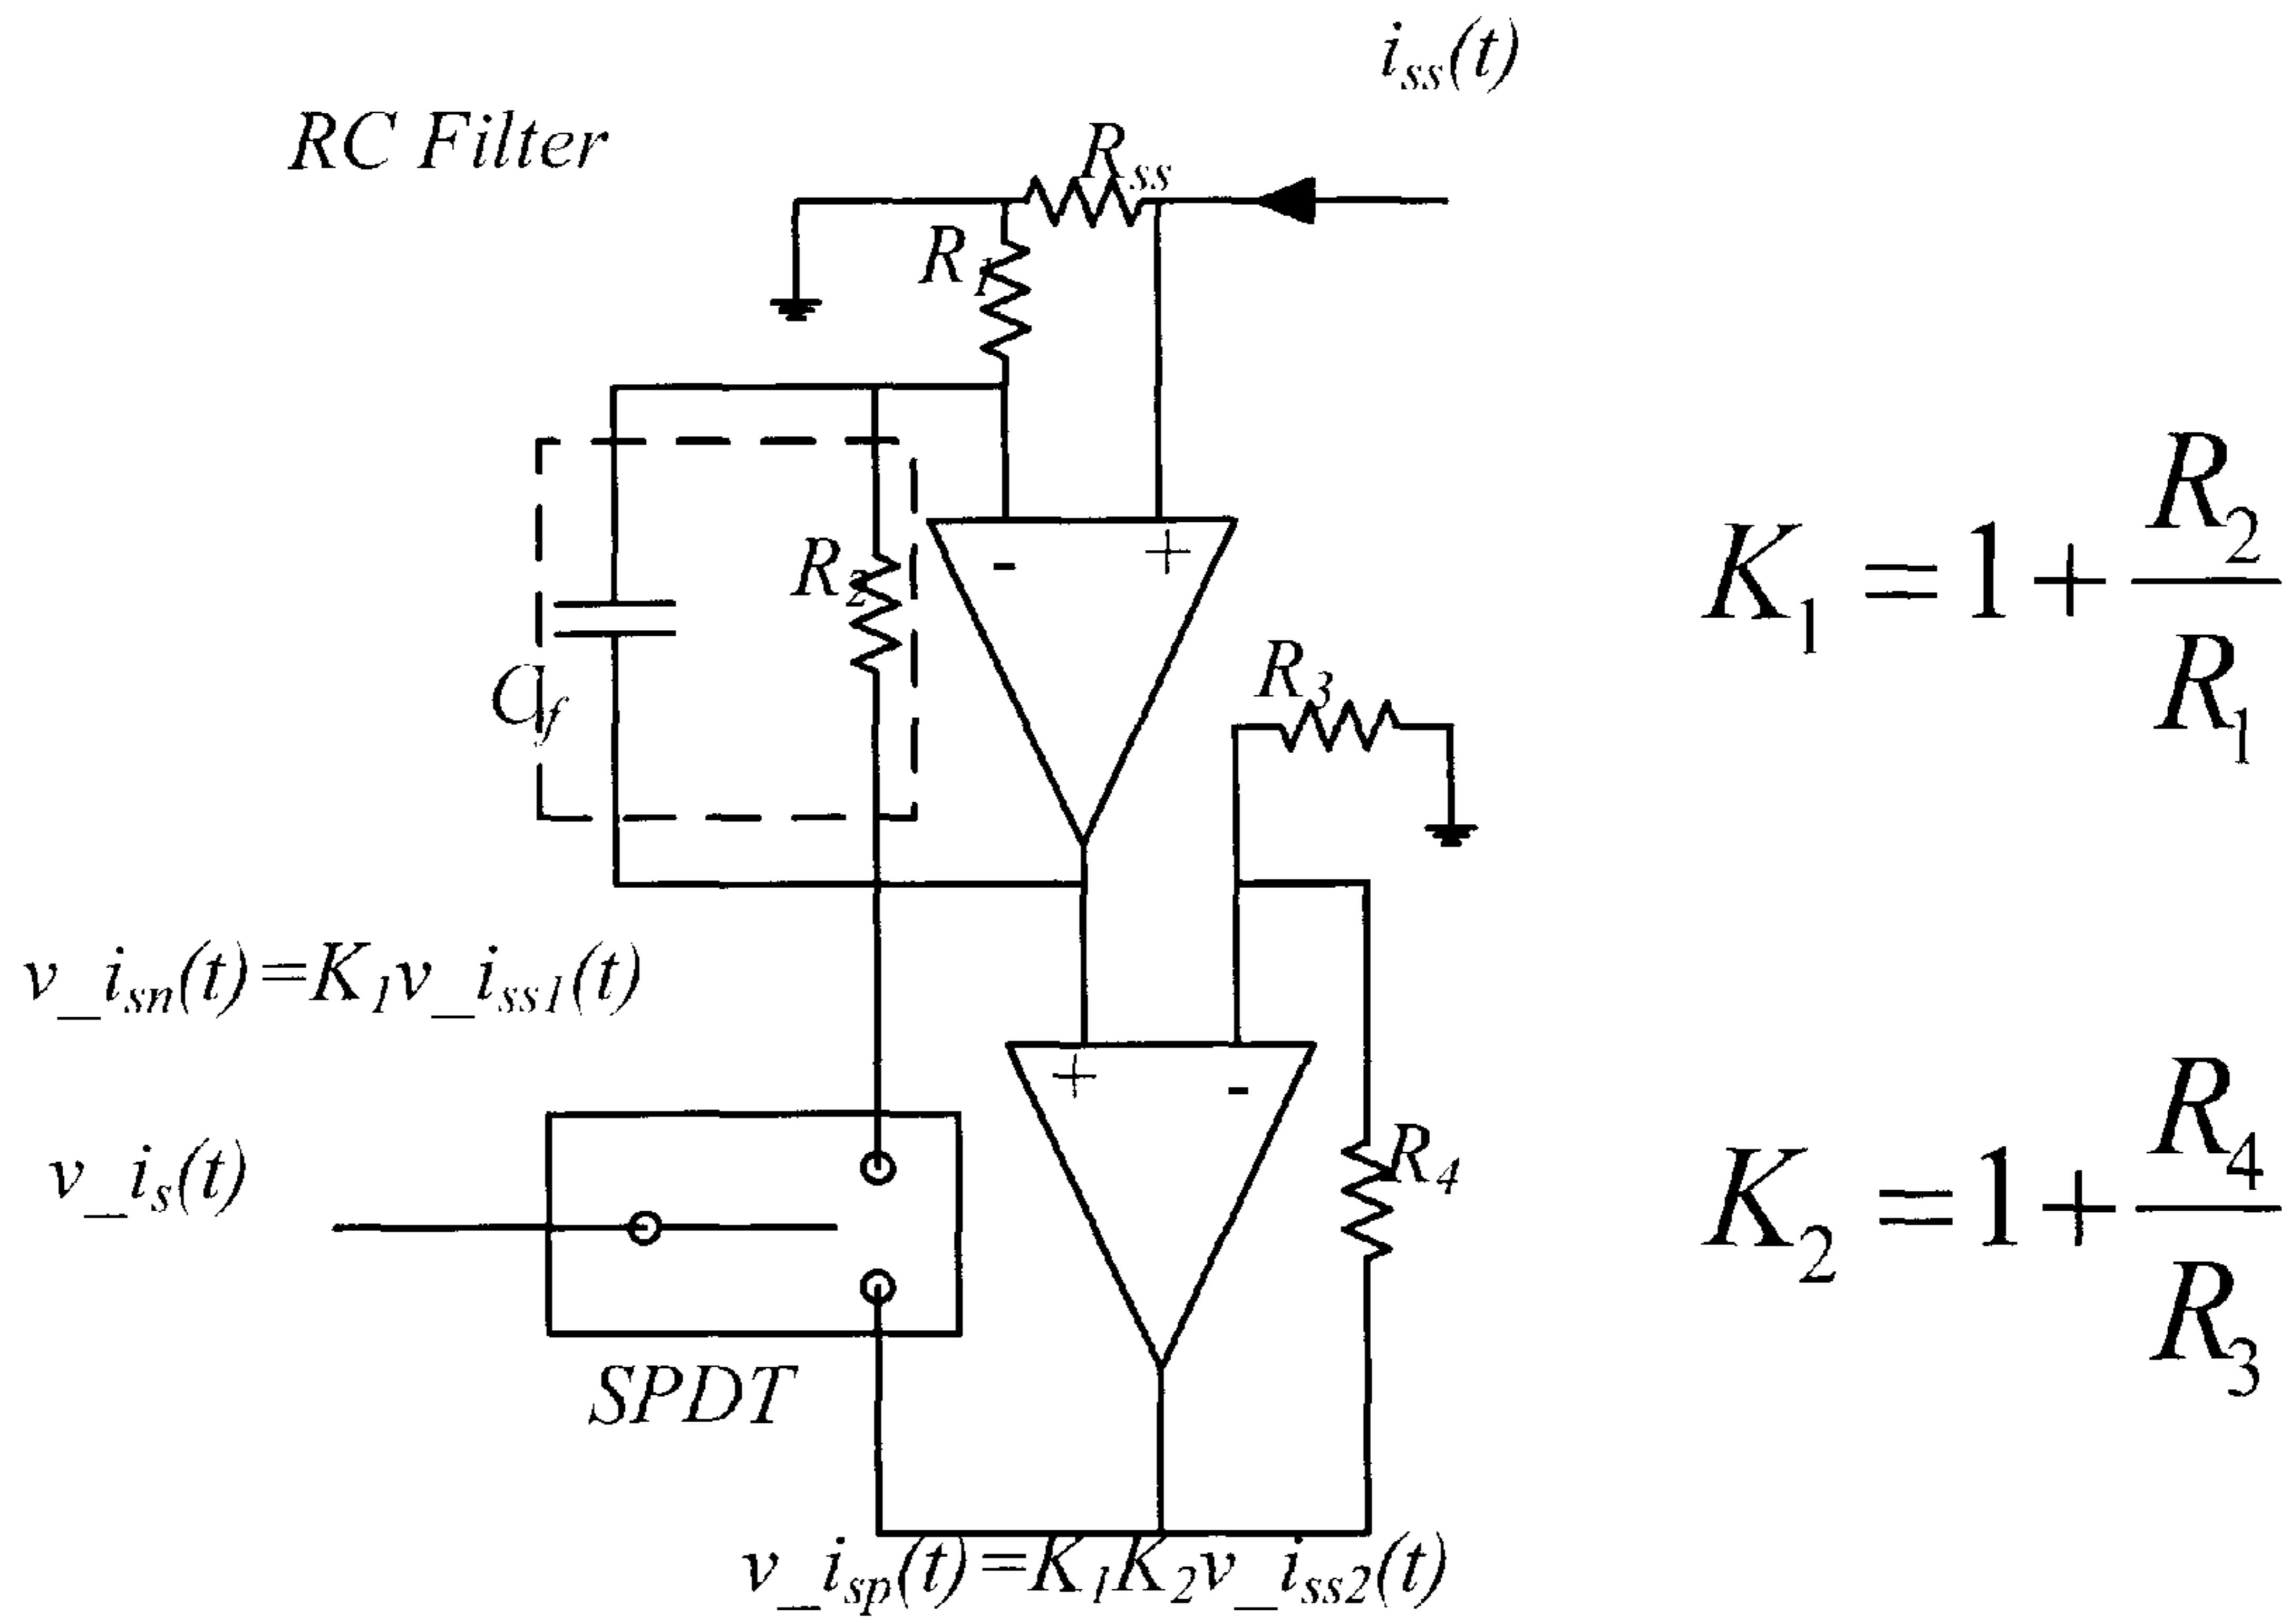 i_ss(t)
RC Filter
R_ss
R_1
R_2
-
+
K_1 = 1 + R_2 / R_1
R_3
C_f
v_i_sn(t)=K_1v_i_ss1(t)
+
-
v_i_s(t)
R_4
K_2 = 1 + R_4 / R_3
SPDT
v_i_sp(t)=K_1K_2v_i_ss2(t)